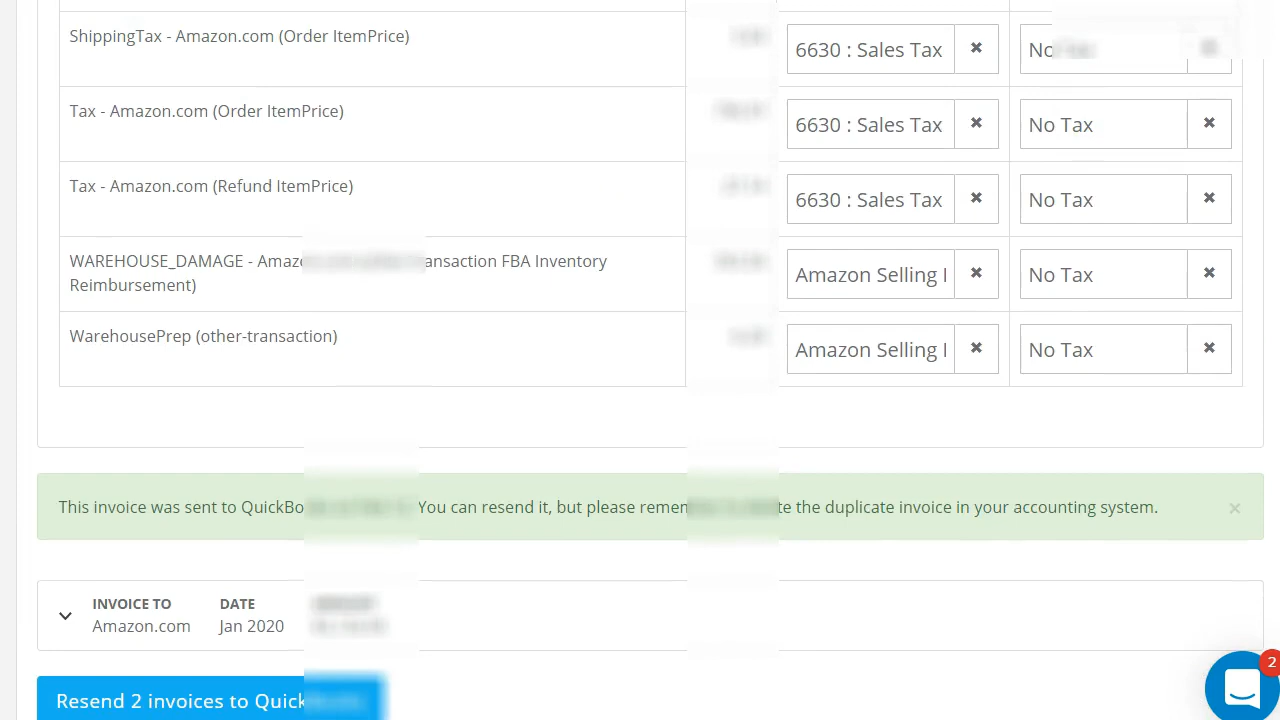 ShippingTax - Amazon.com (Order ItemPrice)
6630 : Sales Tax ✖
No
Tax - Amazon.com (Order ItemPrice)
6630 : Sales Tax ✖
No Tax ✖
Tax - Amazon.com (Refund ItemPrice)
6630 : Sales Tax ✖
No Tax ✖
WAREHOUSE_DAMAGE - Amaz ansaction FBA Inventory
Reimbursement)
Amazon Selling ✖
No Tax ✖
WarehousePrep (other-transaction)
Amazon Selling ✖
No Tax ✖
This invoice was sent to QuickBo You can resend it, but please remem te the duplicate invoice in your accounting system. ×
INVOICE TO DATE
Amazon.com Jan 2020
Resend 2 invoices to Quick
2